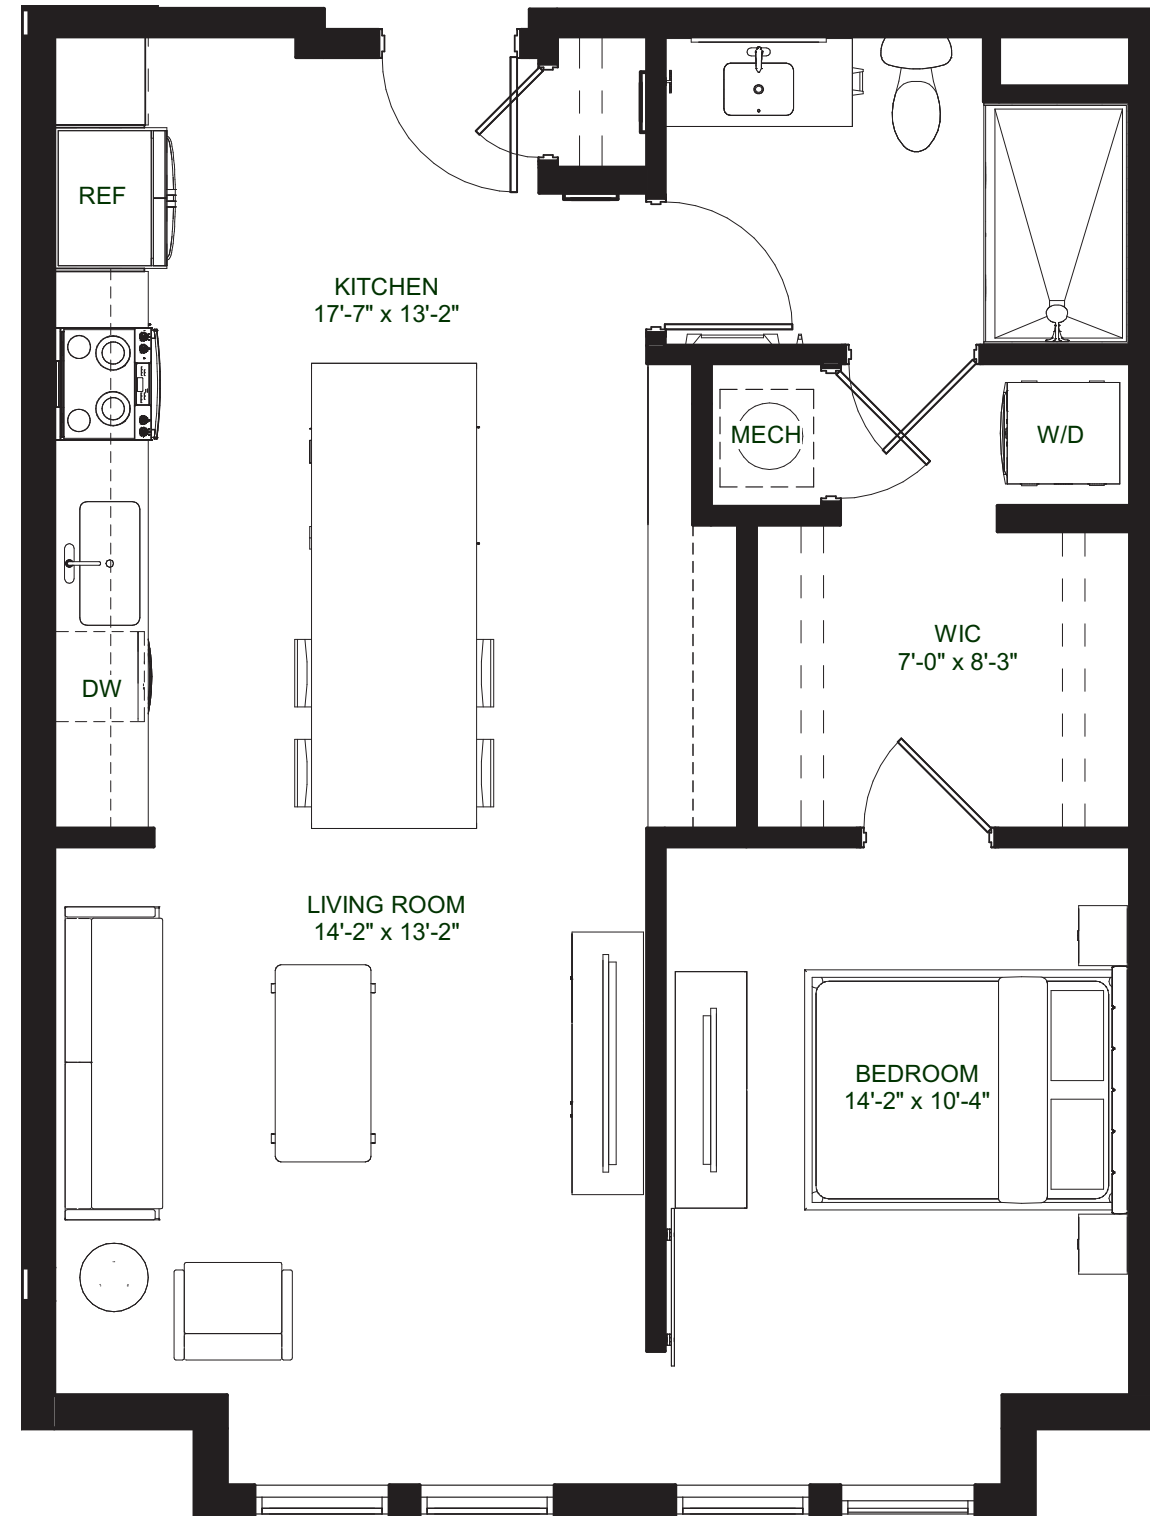 REF
KITCHEN
17'-7" x 13'-2"
MECH
W/D
WIC
7'-0" x 8'-3"
DW
LIVING ROOM
14'-2" x 13'-2"
BEDROOM
14'-2" x 10'-4"